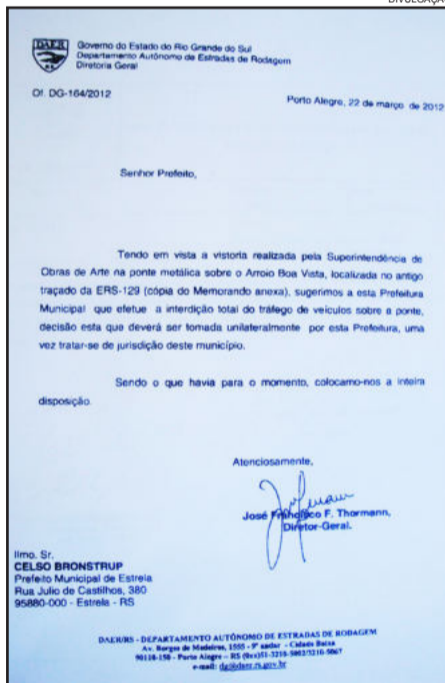 DIVULGAÇÃO
DAER
Governo do Estado do Rio Grande do Sul
Departamento Autônomo de Estradas de Rodagem
Diretoria Geral
Of. DG-164/2012
Porto Alegre, 22 de março de 2012
Senhor Prefeito,
Tendo em vista a vistoria realizada pela Superintendência de
Obras de Arte na ponte metálica sobre o Arroio Boa Vista, localizada no antigo
traçado da ERS-129 (cópia do Memorando anexa), sugerimos a esta Prefeitura
Municipal que efetue a interdição total do tráfego de veículos sobre a ponte,
decisão esta que deverá ser tomada unilateralmente por esta Prefeitura, uma
vez tratar-se de jurisdição deste município.
Sendo o que havia para o momento, colocamo-nos a inteira
disposição.
Atenciosamente,
José Francisco F. Thormann,
Diretor-Geral.
Ilmo. Sr.
CELSO BRONSTRUP
Prefeito Municipal de Estrela
Rua Julio de Castilhos, 380
95880-000 - Estrela - RS
DAER/RS - DEPARTAMENTO AUTÔNOMO DE ESTRADAS DE RODAGEM
Av. Borges de Medeiros, 1555 - 9º andar - Cidade Baixa
90110-150 - Porto Alegre - RS
e-mail: dg@daer.rs.gov.br